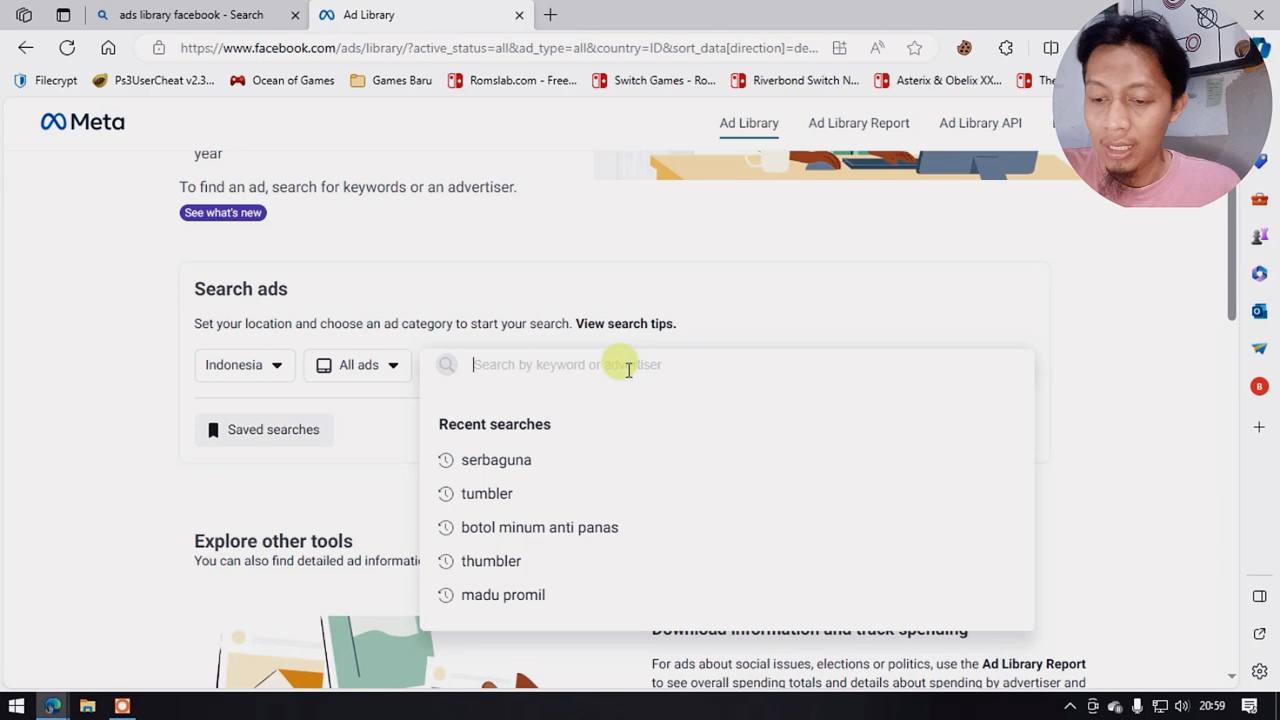 ads library facebook - Search
Ad Library
https://www.facebook.com/ads/library/?active_status=all&ad_type=all&country=ID&sort_data[direction]=de...
Filecrypt
Ps3UserCheat v2.3...
Ocean of Games
Games Baru
Romslab.com - Free...
Switch Games - Ro...
Riverbond Switch N...
Asterix & Obelix XX...
The
Meta
Ad Library
Ad Library Report
Ad Library API
year
To find an ad, search for keywords or an advertiser.
See what's new
Search ads
Set your location and choose an ad category to start your search. View search tips.
Indonesia
All ads
Search by keyword or advertiser
Saved searches
Recent searches
serbaguna
tumbler
botol minum anti panas
thumbler
madu promil
Explore other tools
You can also find detailed ad informati
Download information and track spending
For ads about social issues, elections or politics, use the Ad Library Report
to see overall spending totals and details about spending by advertiser and
B
20:59